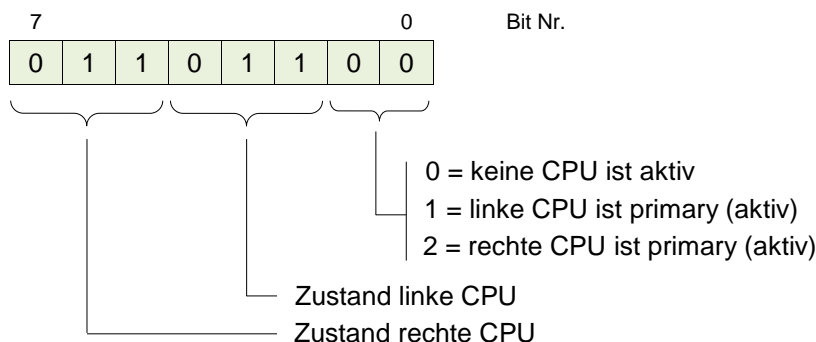 7 0 Bit Nr.
0 1 1 0 1 1 0 0
0 = keine CPU ist aktiv
1 = linke CPU ist primary (aktiv)
2 = rechte CPU ist primary (aktiv)
Zustand linke CPU
Zustand rechte CPU